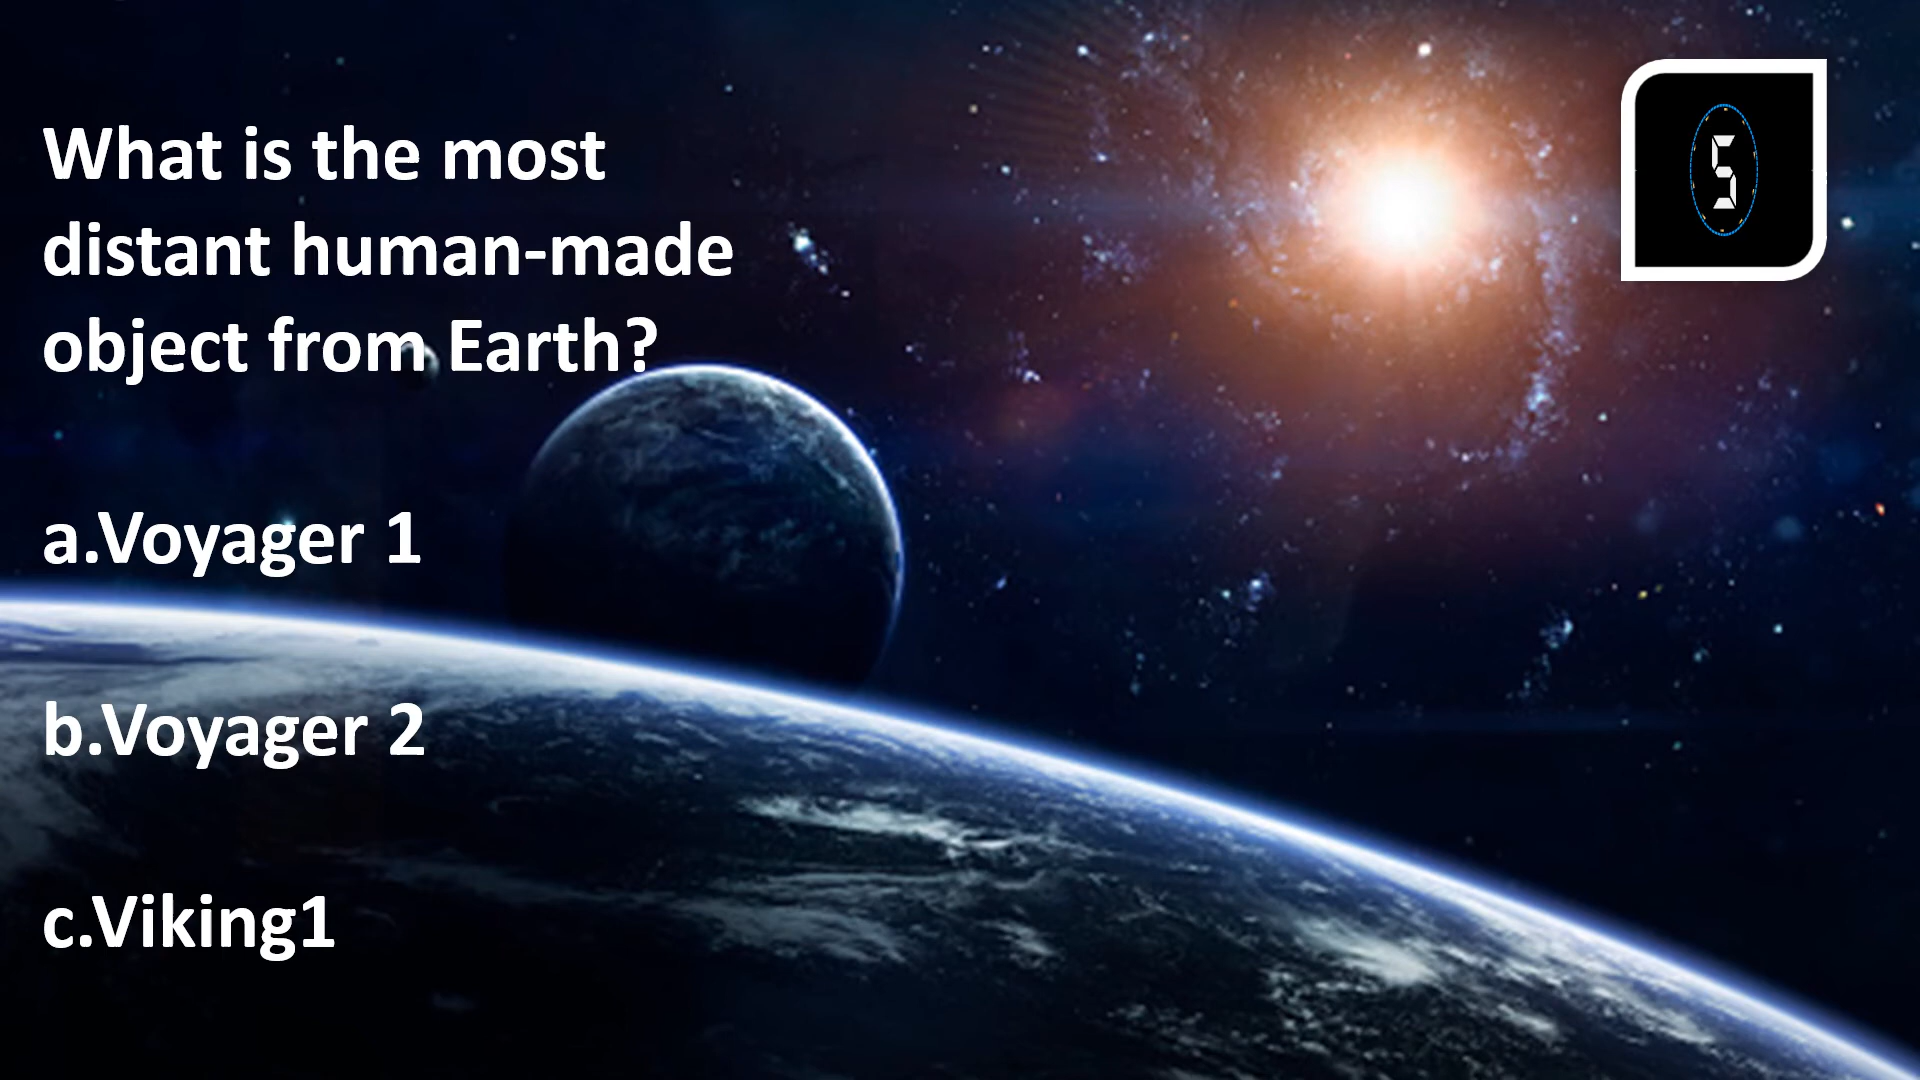 What is the most
distant human-made
object from Earth?
a.Voyager 1
b.Voyager 2
c.Viking1
5